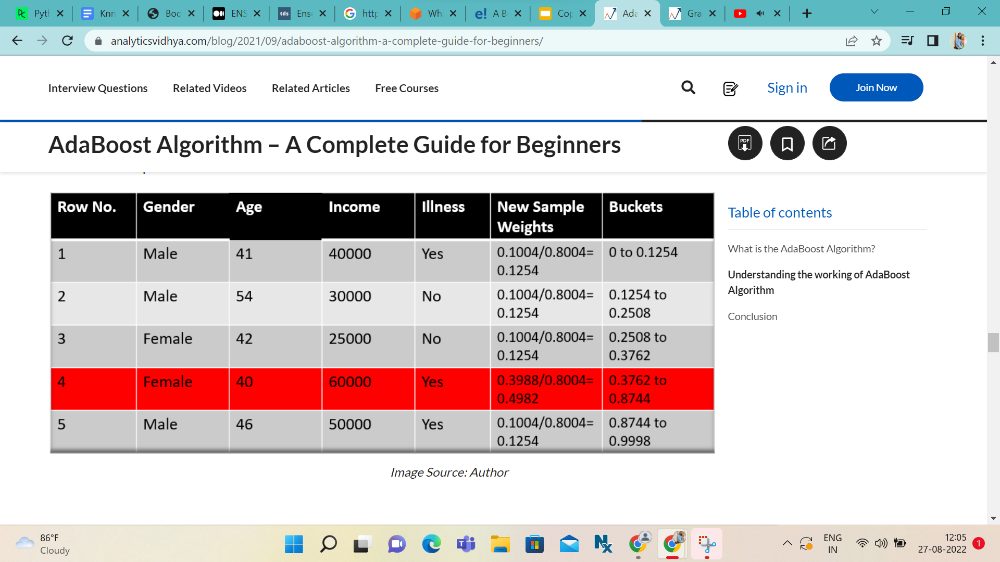 Pyth
Knn
Boo
ENS
tds Ense
http
Wh
e! A B
Cop
Ada
Gra
analyticsvidhya.com/blog/2021/09/adaboost-algorithm-a-complete-guide-for-beginners/
Interview Questions Related Videos Related Articles Free Courses Sign in Join Now
AdaBoost Algorithm – A Complete Guide for Beginners
PDF
Row No. Gender Age Income Illness New Sample Weights Buckets
1 Male 41 40000 Yes 0.1004/0.8004= 0.1254 0 to 0.1254
2 Male 54 30000 No 0.1004/0.8004= 0.1254 0.1254 to 0.2508
3 Female 42 25000 No 0.1004/0.8004= 0.1254 0.2508 to 0.3762
4 Female 40 60000 Yes 0.3988/0.8004= 0.4982 0.3762 to 0.8744
5 Male 46 50000 Yes 0.1004/0.8004= 0.1254 0.8744 to 0.9998
Image Source: Author
Table of contents
What is the AdaBoost Algorithm?
Understanding the working of AdaBoost
Algorithm
Conclusion
86°F
Cloudy
ENG
IN
12:05
27-08-2022
1